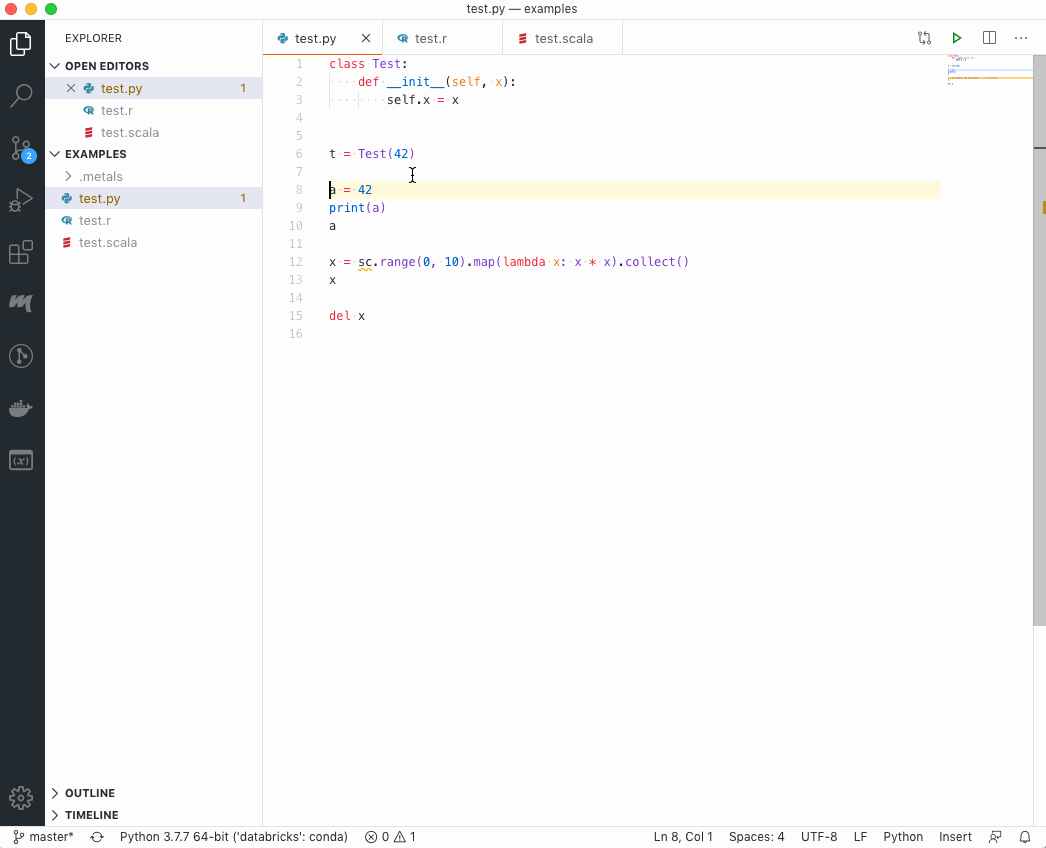 test.py — examples
EXPLORER
OPEN EDITORS
test.py 1
test.r
test.scala
EXAMPLES
.metals
test.py 1
test.r
test.scala
OUTLINE
TIMELINE
2
test.py
test.r
test.scala
1 class Test:
2 ····def·__init__(self,·x):
3 ········self.x·=·x
4
5
6 t·=·Test(42)
7
8 a·=·42
9 print(a)
10 a
11
12 x·=·sc.range(0,·10).map(lambda·x:·x·*·x).collect()
13 x
14
15 del·x
16
master* Python 3.7.7 64-bit ('databricks': conda) 0 1 Ln 8, Col 1 Spaces: 4 UTF-8 LF Python Insert